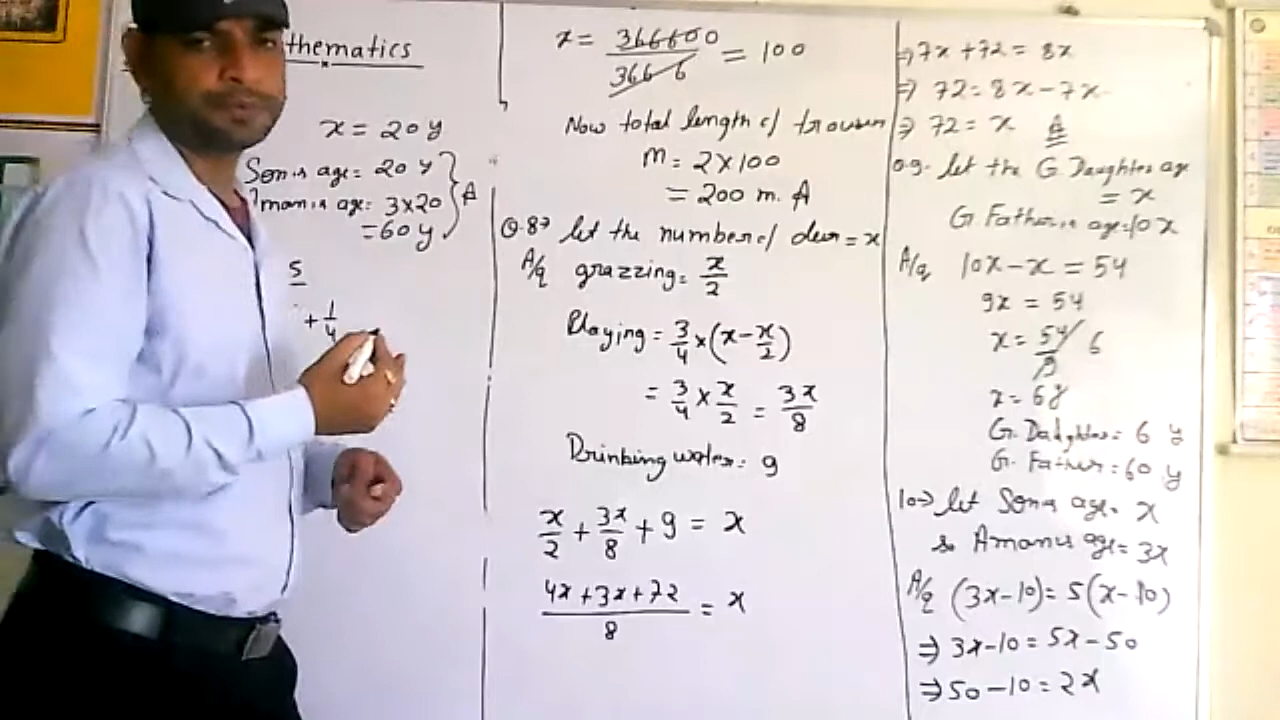 thematics
x = 20 y
Son's age = 20 y
Aman's age = 3×20
= 60 y
A
5
+ 1/4
x = 366600/3666 = 100
Now total length of trouser
m = 2×100
= 200 m. A
Q.8→ let the number of deer = x
A/q grazzing = x/2
Playing = 3/4 × (x - x/2)
= 3/4 × x/2 = 3x/8
Drinking water = 9
x/2 + 3x/8 + 9 = x
(4x + 3x + 72)/8 = x
⇒ 7x + 72 = 8x
⇒ 72 = 8x - 7x
⇒ 72 = x A
Q.9. let the G. Daughter age
= x
G Father's age = 10x
A/q 10x - x = 54
9x = 54
x = 54/9 6
x = 6y
G. Daughter = 6 y
G. Father = 60 y
10→ let Son's age = x
so Aman's age = 3x
A/q (3x-10) = 5(x-10)
⇒ 3x-10 = 5x-50
⇒ 50-10 = 2x